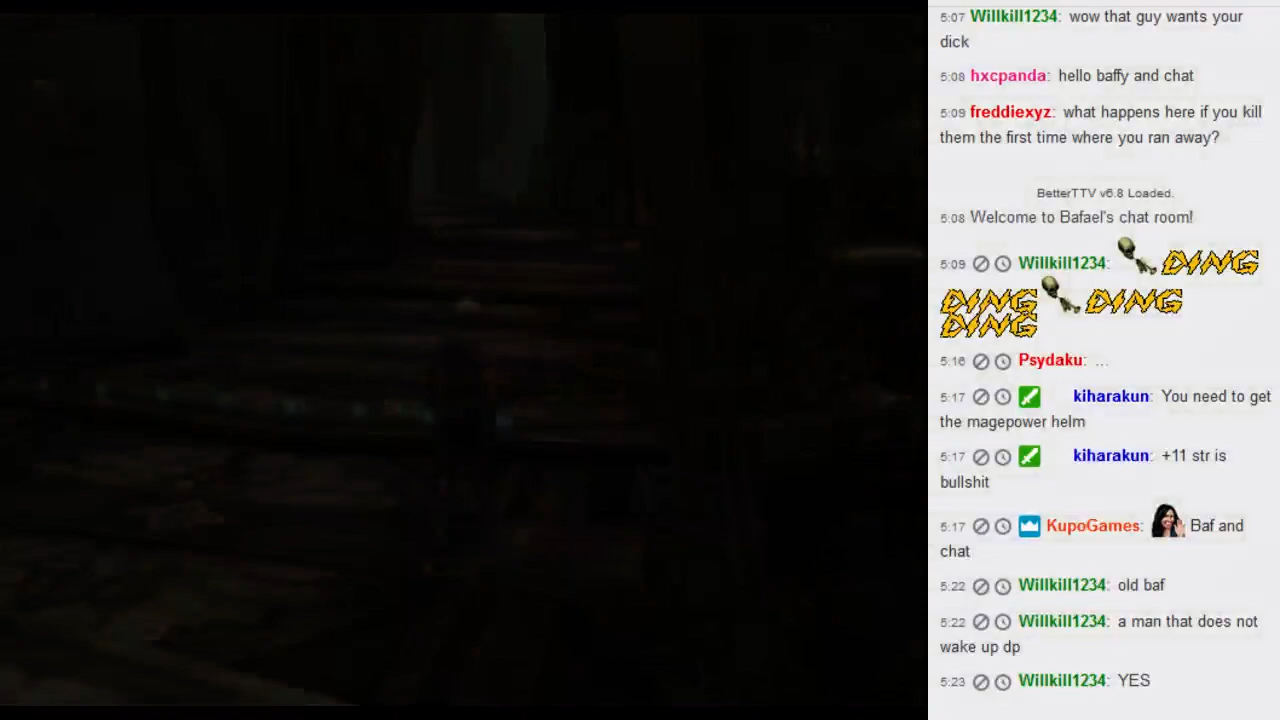 5:07 Willkill1234: wow that guy wants your
dick
5:08 hxcpanda: hello baffy and chat
5:09 freddiexyz: what happens here if you kill
them the first time where you ran away?
BetterTTV v6.8 Loaded.
5:08 Welcome to Bafael's chat room!
5:09 Willkill1234: DING
DING DING
DING
5:16 Psydaku: ...
5:17 kiharakun: You need to get
the magepower helm
5:17 kiharakun: +11 str is
bullshit
5:17 KupoGames: Baf and
chat
5:22 Willkill1234: old baf
5:22 Willkill1234: a man that does not
wake up dp
5:23 Willkill1234: YES